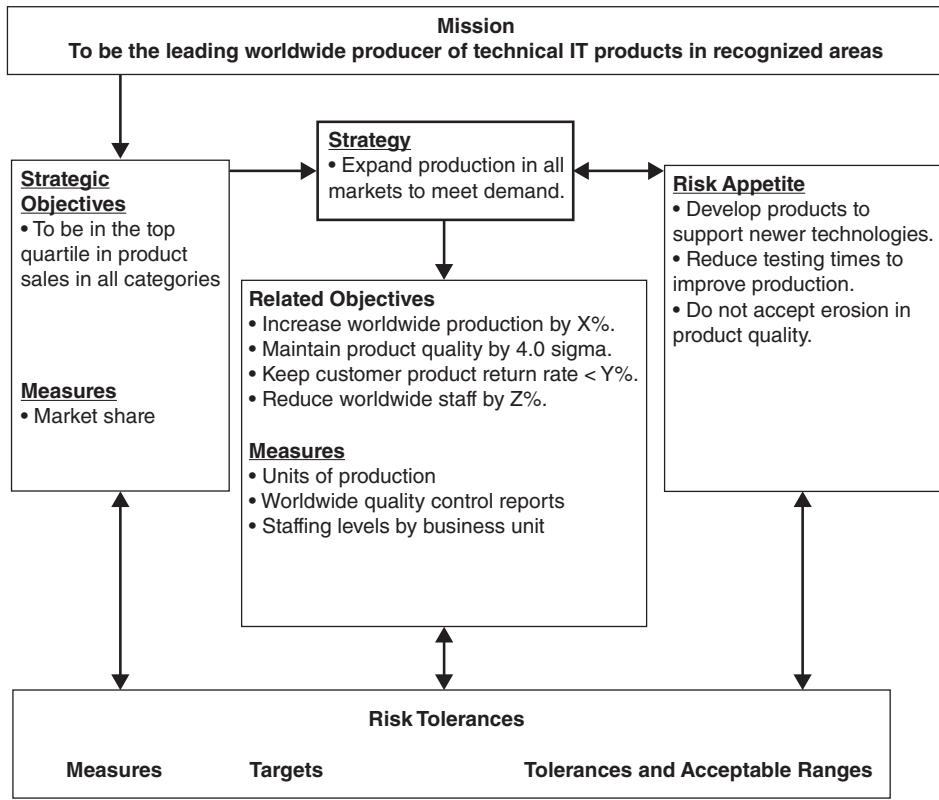 Mission
To be the leading worldwide producer of technical IT products in recognized areas
Strategic
Objectives
• To be in the top
quartile in product
sales in all categories
Measures
• Market share
Strategy
• Expand production in all
markets to meet demand.
Related Objectives
• Increase worldwide production by X%.
• Maintain product quality by 4.0 sigma.
• Keep customer product return rate < Y%.
• Reduce worldwide staff by Z%.
Measures
• Units of production
• Worldwide quality control reports
• Staffing levels by business unit
Risk Appetite
• Develop products to
support newer technologies.
• Reduce testing times to
improve production.
• Do not accept erosion in
product quality.
Risk Tolerances
Measures Targets Tolerances and Acceptable Ranges